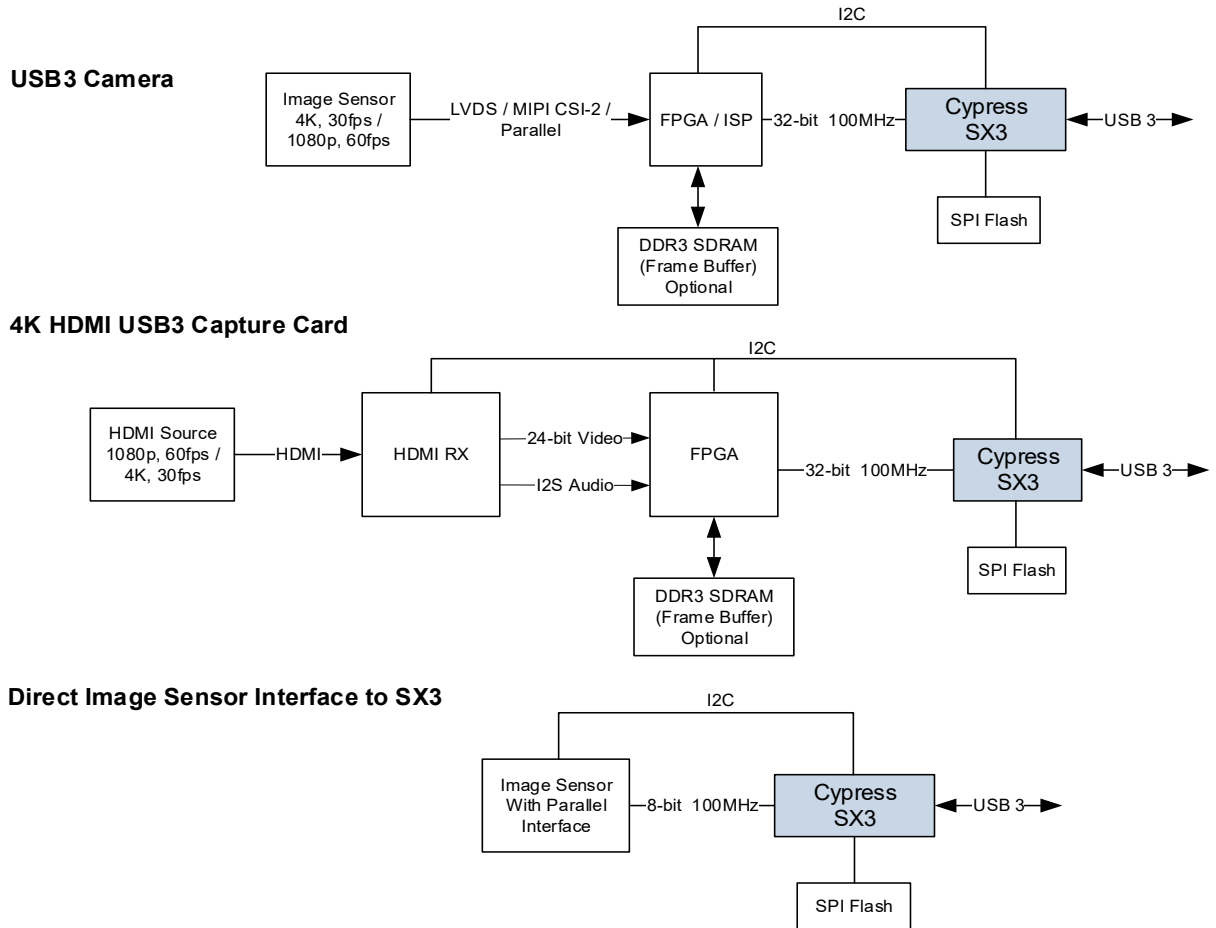 USB3 Camera
I2C
Image Sensor
4K, 30fps /
1080p, 60fps
LVDS / MIPI CSI-2 /
Parallel
FPGA / ISP
32-bit 100MHz
Cypress
SX3
USB 3
SPI Flash
DDR3 SDRAM
(Frame Buffer)
Optional
4K HDMI USB3 Capture Card
I2C
HDMI Source
1080p, 60fps /
4K, 30fps
HDMI
HDMI RX
24-bit Video
I2S Audio
FPGA
32-bit 100MHz
Cypress
SX3
USB 3
SPI Flash
DDR3 SDRAM
(Frame Buffer)
Optional
Direct Image Sensor Interface to SX3
I2C
Image Sensor
With Parallel
Interface
8-bit 100MHz
Cypress
SX3
USB 3
SPI Flash